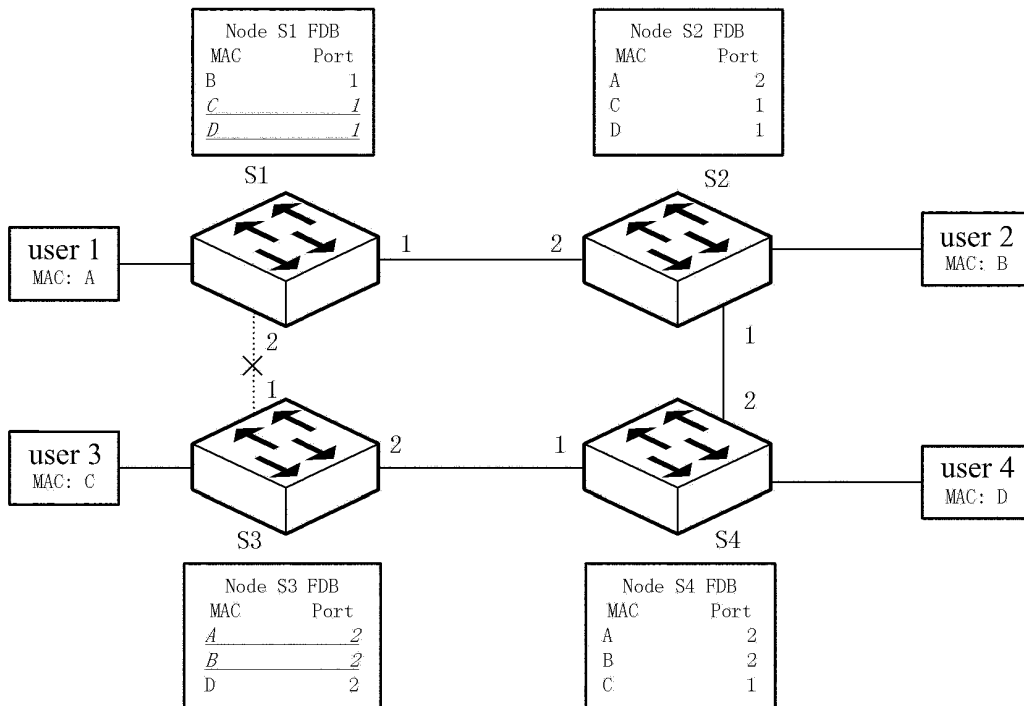 Node S1 FDB
MAC Port
B 1
C 1
D 1
Node S2 FDB
MAC Port
A 2
C 1
D 1
S1
S2
user 1
MAC: A
1
2
user 2
MAC: B
2
1
1
2
user 3
MAC: C
2
1
user 4
MAC: D
S3
S4
Node S3 FDB
MAC Port
A 2
B 2
D 2
Node S4 FDB
MAC Port
A 2
B 2
C 1